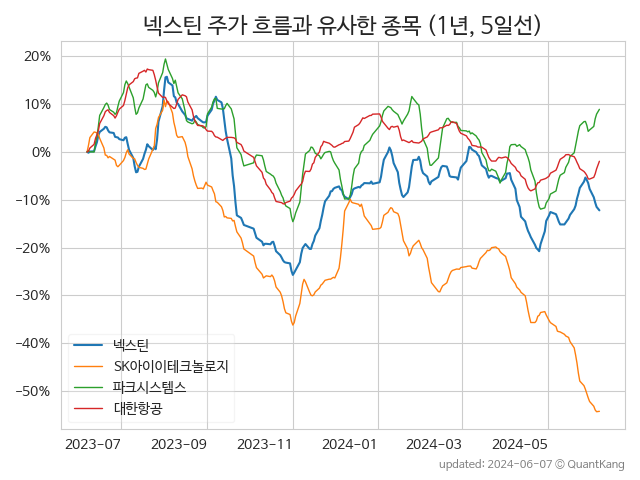 넥스틴 주가 흐름과 유사한 종목 (1년, 5일선)
20%
10%
0%
−10%
−20%
−30%
−40%
−50%
넥스틴
SK아이이테크놀로지
파크시스템스
대한항공
2023-07 2023-09 2023-11 2024-01 2024-03 2024-05
updated: 2024-06-07 © QuantKang